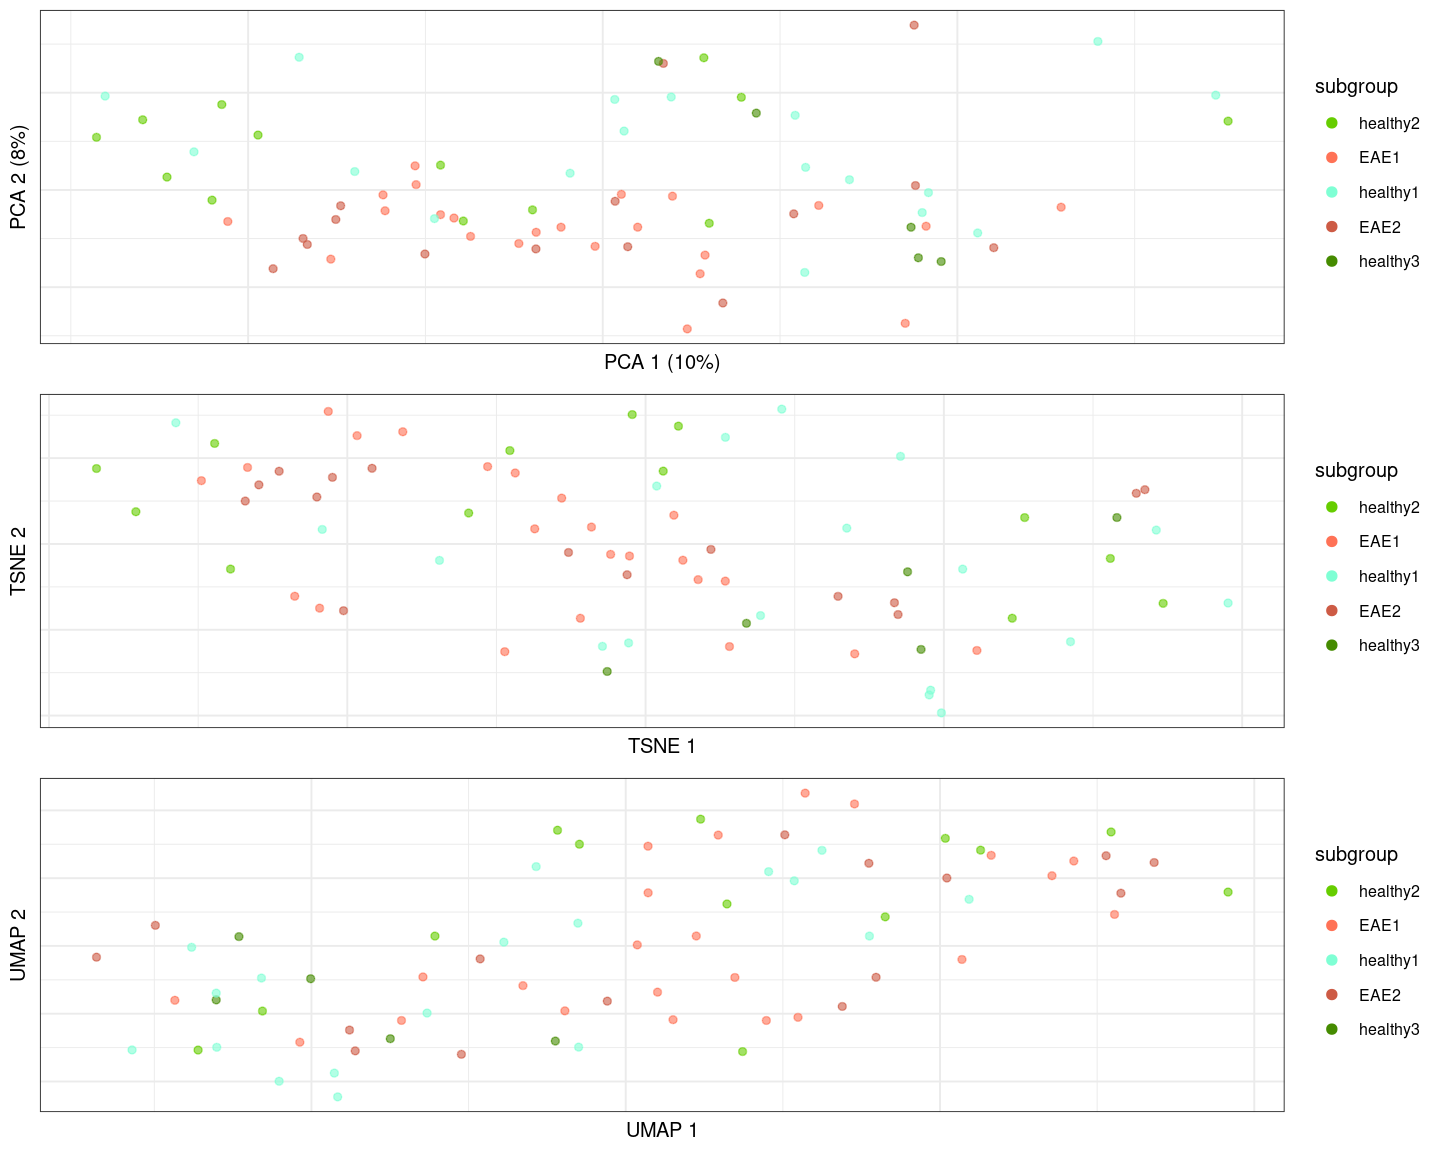 PCA 2 (8%)
PCA 1 (10%)
subgroup
healthy2
EAE1
healthy1
EAE2
healthy3
TSNE 2
TSNE 1
subgroup
healthy2
EAE1
healthy1
EAE2
healthy3
UMAP 2
UMAP 1
subgroup
healthy2
EAE1
healthy1
EAE2
healthy3